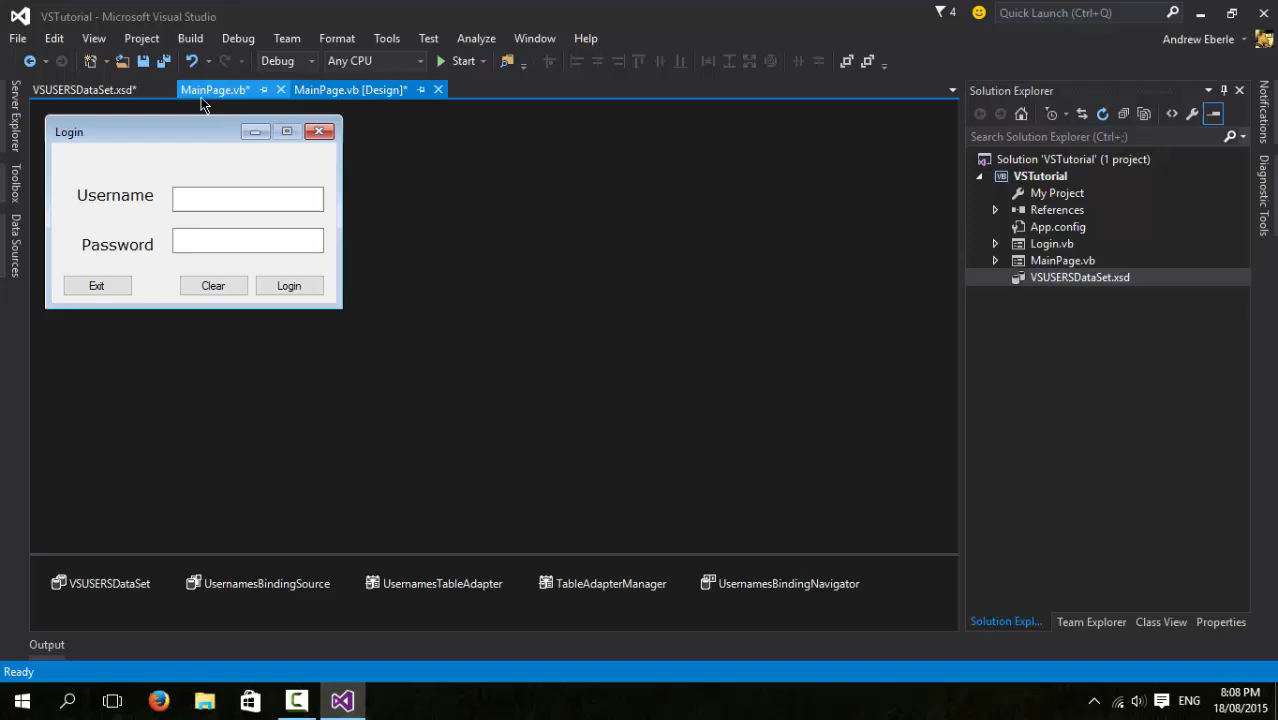 VSTutorial - Microsoft Visual Studio
4
Quick Launch (Ctrl+Q)
File Edit View Project Build Debug Team Format Tools Test Analyze Window Help
Andrew Eberle
Debug Any CPU Start
VSUSERSDataSet.xsd* MainPage.vb* MainPage.vb [Design]*
Server Explorer
Toolbox
Data Sources
Login
Username
Password
Exit Clear Login
VSUSERSDataSet UsernamesBindingSource UsernamesTableAdapter TableAdapterManager UsernamesBindingNavigator
Output
Solution Explorer
Search Solution Explorer (Ctrl+;)
Solution 'VSTutorial' (1 project)
VB VSTutorial
My Project
References
App.config
Login.vb
MainPage.vb
VSUSERSDataSet.xsd
Solution Expl... Team Explorer Class View Properties
Notifications
Diagnostic Tools
Ready
C
ENG
8:08 PM
18/08/2015